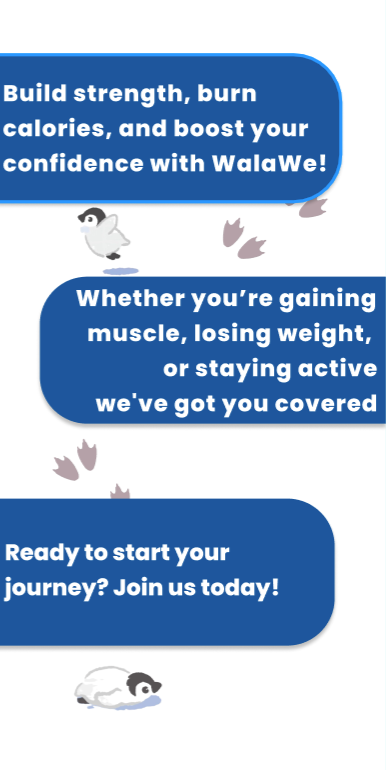 Build strength, burn
calories, and boost your
confidence with WalaWe!
Whether you’re gaining
muscle, losing weight,
or staying active
we've got you covered
Ready to start your
journey? Join us today!